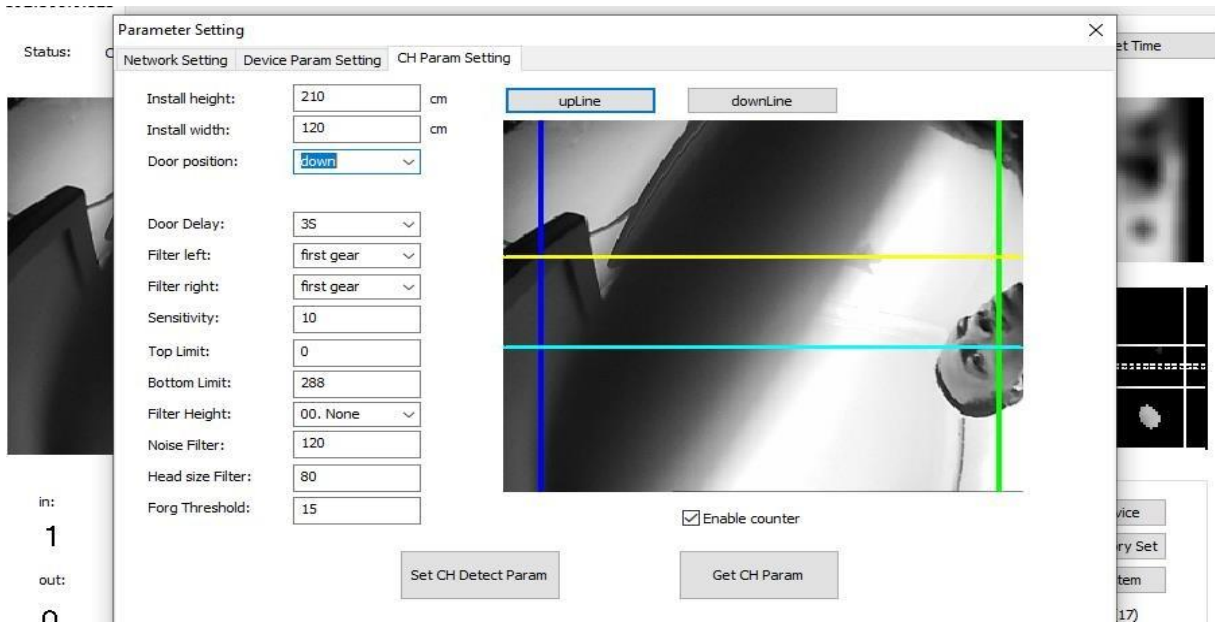 Parameter Setting
Status:
et Time
Network Setting Device Param Setting CH Param Setting
Install height: 210 cm
upLine downLine
Install width: 120 cm
Door position: down
Door Delay: 3S
Filter left: first gear
Filter right: first gear
Sensitivity: 10
Top Limit: 0
Bottom Limit: 288
Filter Height: 00. None
Noise Filter: 120
Head size Filter: 80
Forg Threshold: 15
Enable counter
in:
1
out:
0
Set CH Detect Param Get CH Param
vice
ry Set
tem
17)